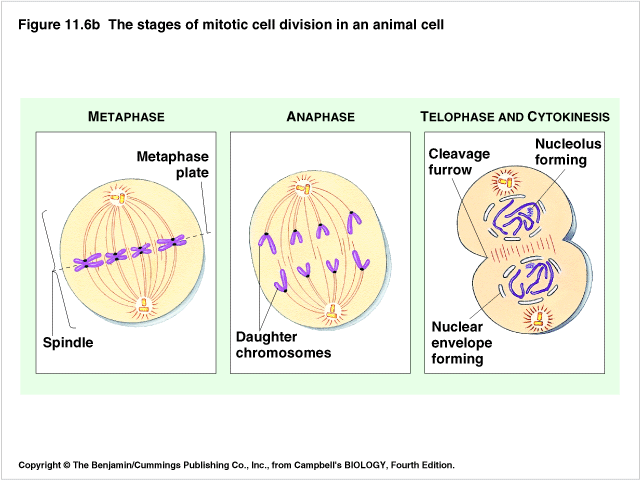 Figure 11.6b  The stages of mitotic cell division in an animal cell
METAPHASE
ANAPHASE
TELOPHASE AND CYTOKINESIS
Metaphase
plate
Spindle
Daughter
chromosomes
Cleavage
furrow
Nucleolus
forming
Nuclear
envelope
forming
Copyright © The Benjamin/Cummings Publishing Co., Inc., from Campbell's BIOLOGY, Fourth Edition.